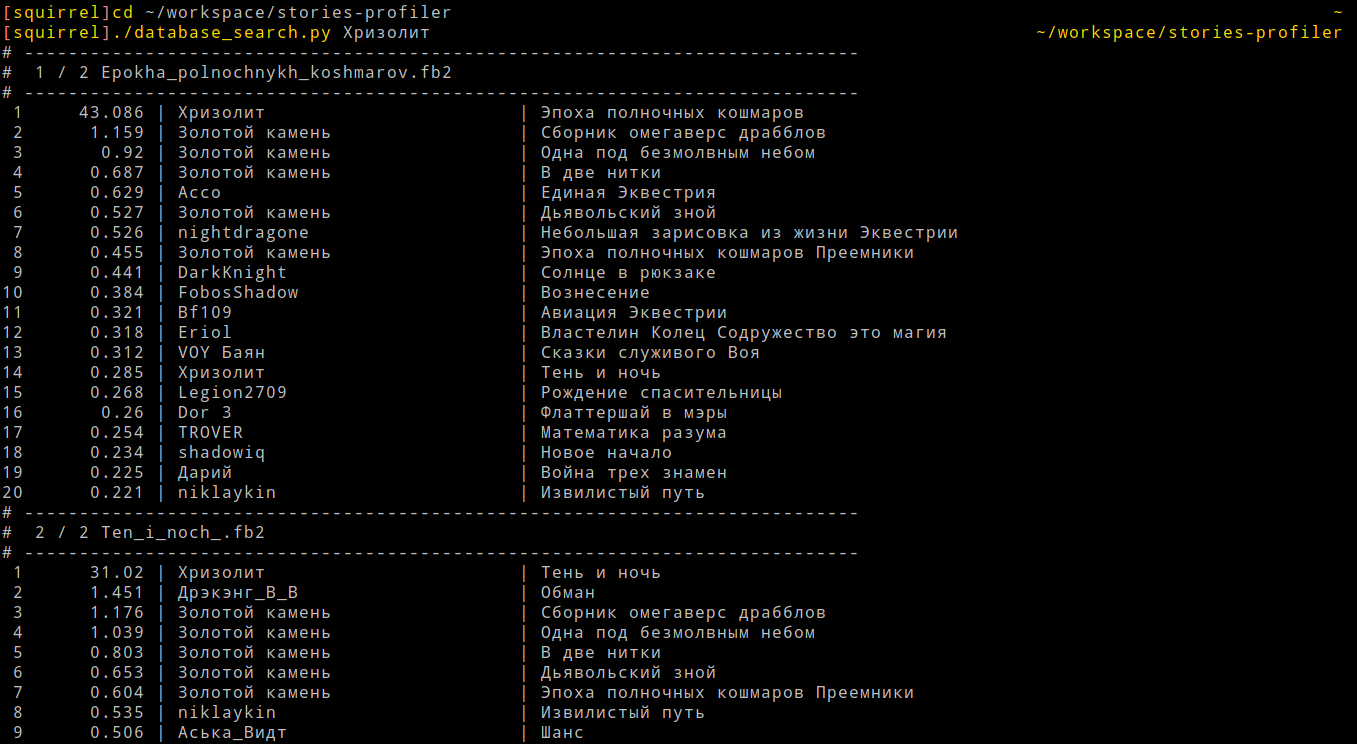 [squirrel]cd ~/workspace/stories-profiler ~
[squirrel]./database_search.py Хризолит ~/workspace/stories-profiler
# ----------------------------------------------------------------------------
#  1 / 2 Epokha_polnochnykh_koshmarov.fb2
# ----------------------------------------------------------------------------
1 43.086 | Хризолит | Эпоха полночных кошмаров
2 1.159 | Золотой камень | Сборник омегаверс драбблов
3 0.92 | Золотой камень | Одна под безмолвным небом
4 0.687 | Золотой камень | В две нитки
5 0.629 | Acco | Единая Эквестрия
6 0.527 | Золотой камень | Дьявольский зной
7 0.526 | nightdragone | Небольшая зарисовка из жизни Эквестрии
8 0.455 | Золотой камень | Эпоха полночных кошмаров Преемники
9 0.441 | DarkKnight | Солнце в рюкзаке
10 0.384 | FobosShadow | Вознесение
11 0.321 | Bf109 | Авиация Эквестрии
12 0.318 | Eriol | Властелин Колец Содружество это магия
13 0.312 | VOY Баян | Сказки служивого Воя
14 0.285 | Хризолит | Тень и ночь
15 0.268 | Legion2709 | Рождение спасительницы
16 0.26 | Dor 3 | Флаттершай в мэры
17 0.254 | TROVER | Математика разума
18 0.234 | shadowiq | Новое начало
19 0.225 | Дарий | Война трех знамен
20 0.221 | niklaykin | Извилистый путь
# ----------------------------------------------------------------------------
#  2 / 2 Ten_i_noch_.fb2
# ----------------------------------------------------------------------------
1 31.02 | Хризолит | Тень и ночь
2 1.451 | Дрэкэнг_В_В | Обман
3 1.176 | Золотой камень | Сборник омегаверс драбблов
4 1.039 | Золотой камень | Одна под безмолвным небом
5 0.803 | Золотой камень | В две нитки
6 0.653 | Золотой камень | Дьявольский зной
7 0.604 | Золотой камень | Эпоха полночных кошмаров Преемники
8 0.535 | niklaykin | Извилистый путь
9 0.506 | Аська_Видт | Шанс